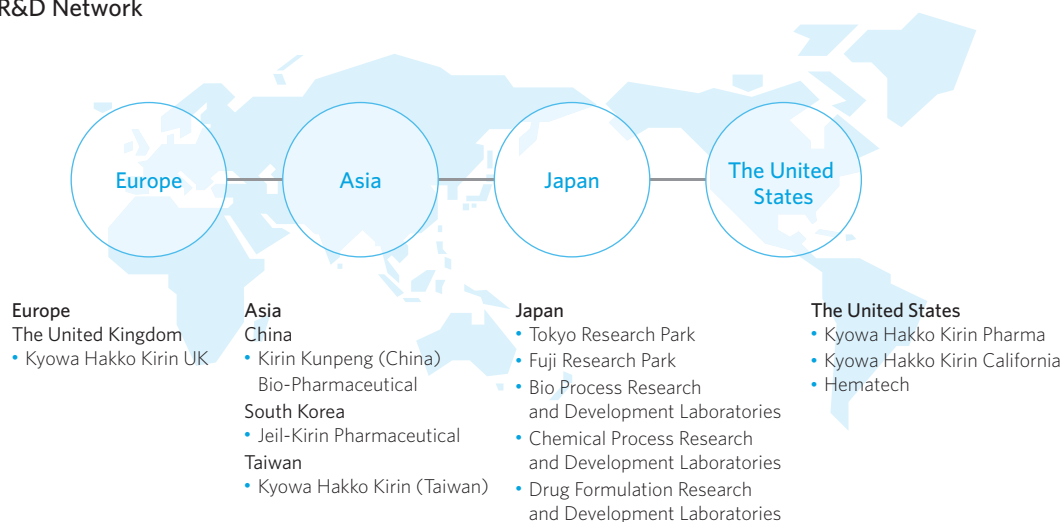 R&D Network
Europe
Asia
Japan
The United
States
Europe
The United Kingdom
• Kyowa Hakko Kirin UK
Asia
China
• Kirin Kunpeng (China)
Bio-Pharmaceutical
South Korea
• Jeil-Kirin Pharmaceutical
Taiwan
• Kyowa Hakko Kirin (Taiwan)
Japan
• Tokyo Research Park
• Fuji Research Park
• Bio Process Research
and Development Laboratories
• Chemical Process Research
and Development Laboratories
• Drug Formulation Research
and Development Laboratories
The United States
• Kyowa Hakko Kirin Pharma
• Kyowa Hakko Kirin California
• Hematech